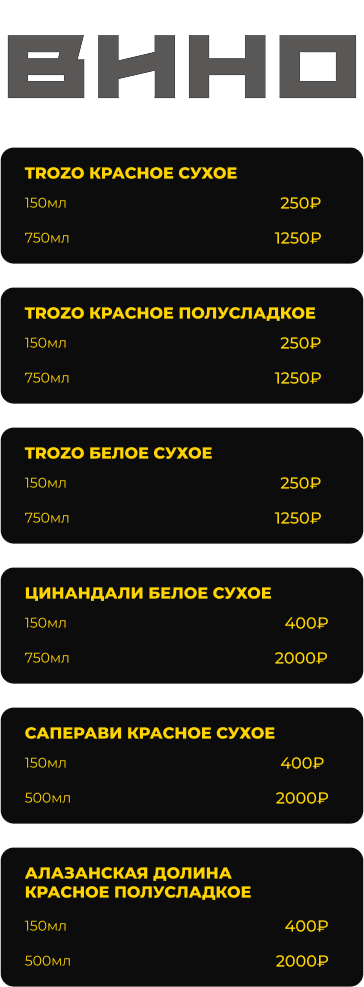 ВИНО
TROZO КРАСНОЕ СУХОЕ
150мл 250₽
750мл 1250₽
TROZO КРАСНОЕ ПОЛУСЛАДКОЕ
150мл 250₽
750мл 1250₽
TROZO БЕЛОЕ СУХОЕ
150мл 250₽
750мл 1250₽
ЦИНАНДАЛИ БЕЛОЕ СУХОЕ
150мл 400₽
750мл 2000₽
САПЕРАВИ КРАСНОЕ СУХОЕ
150мл 400₽
500мл 2000₽
АЛАЗАНСКАЯ ДОЛИНА
КРАСНОЕ ПОЛУСЛАДКОЕ
150мл 400₽
500мл 2000₽